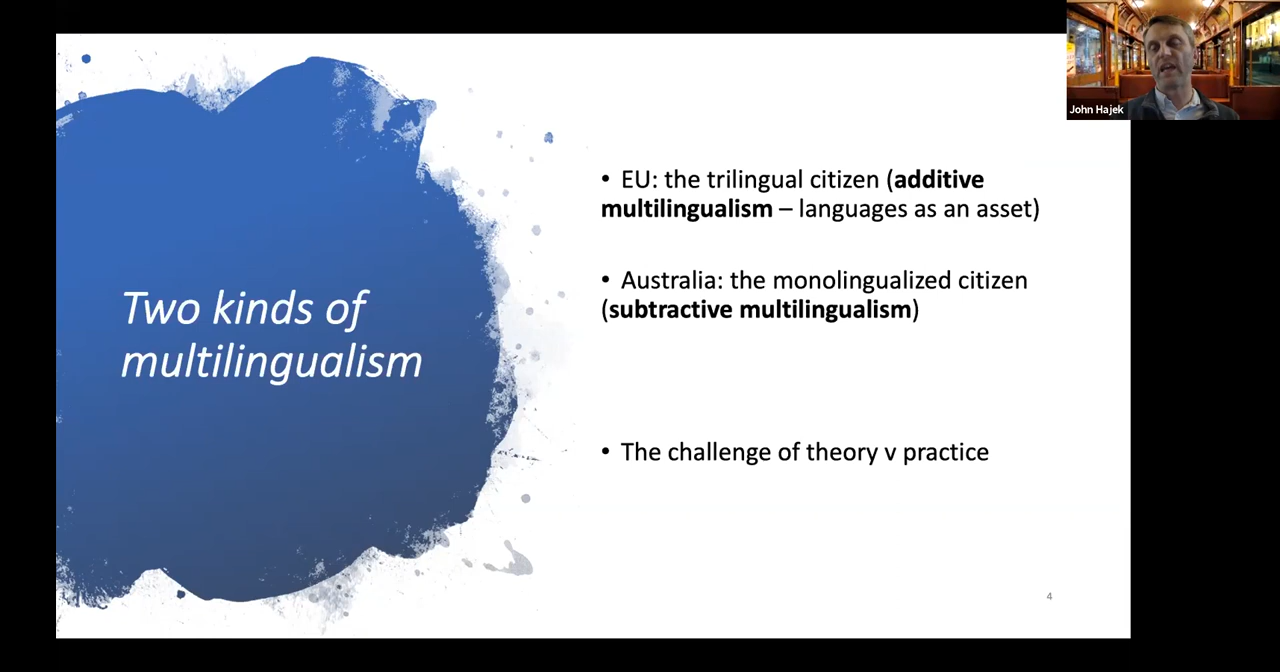 John Hajek
Two kinds of
multilingualism
• EU: the trilingual citizen (additive
multilingualism – languages as an asset)
• Australia: the monolingualized citizen
(subtractive multilingualism)
• The challenge of theory v practice
4